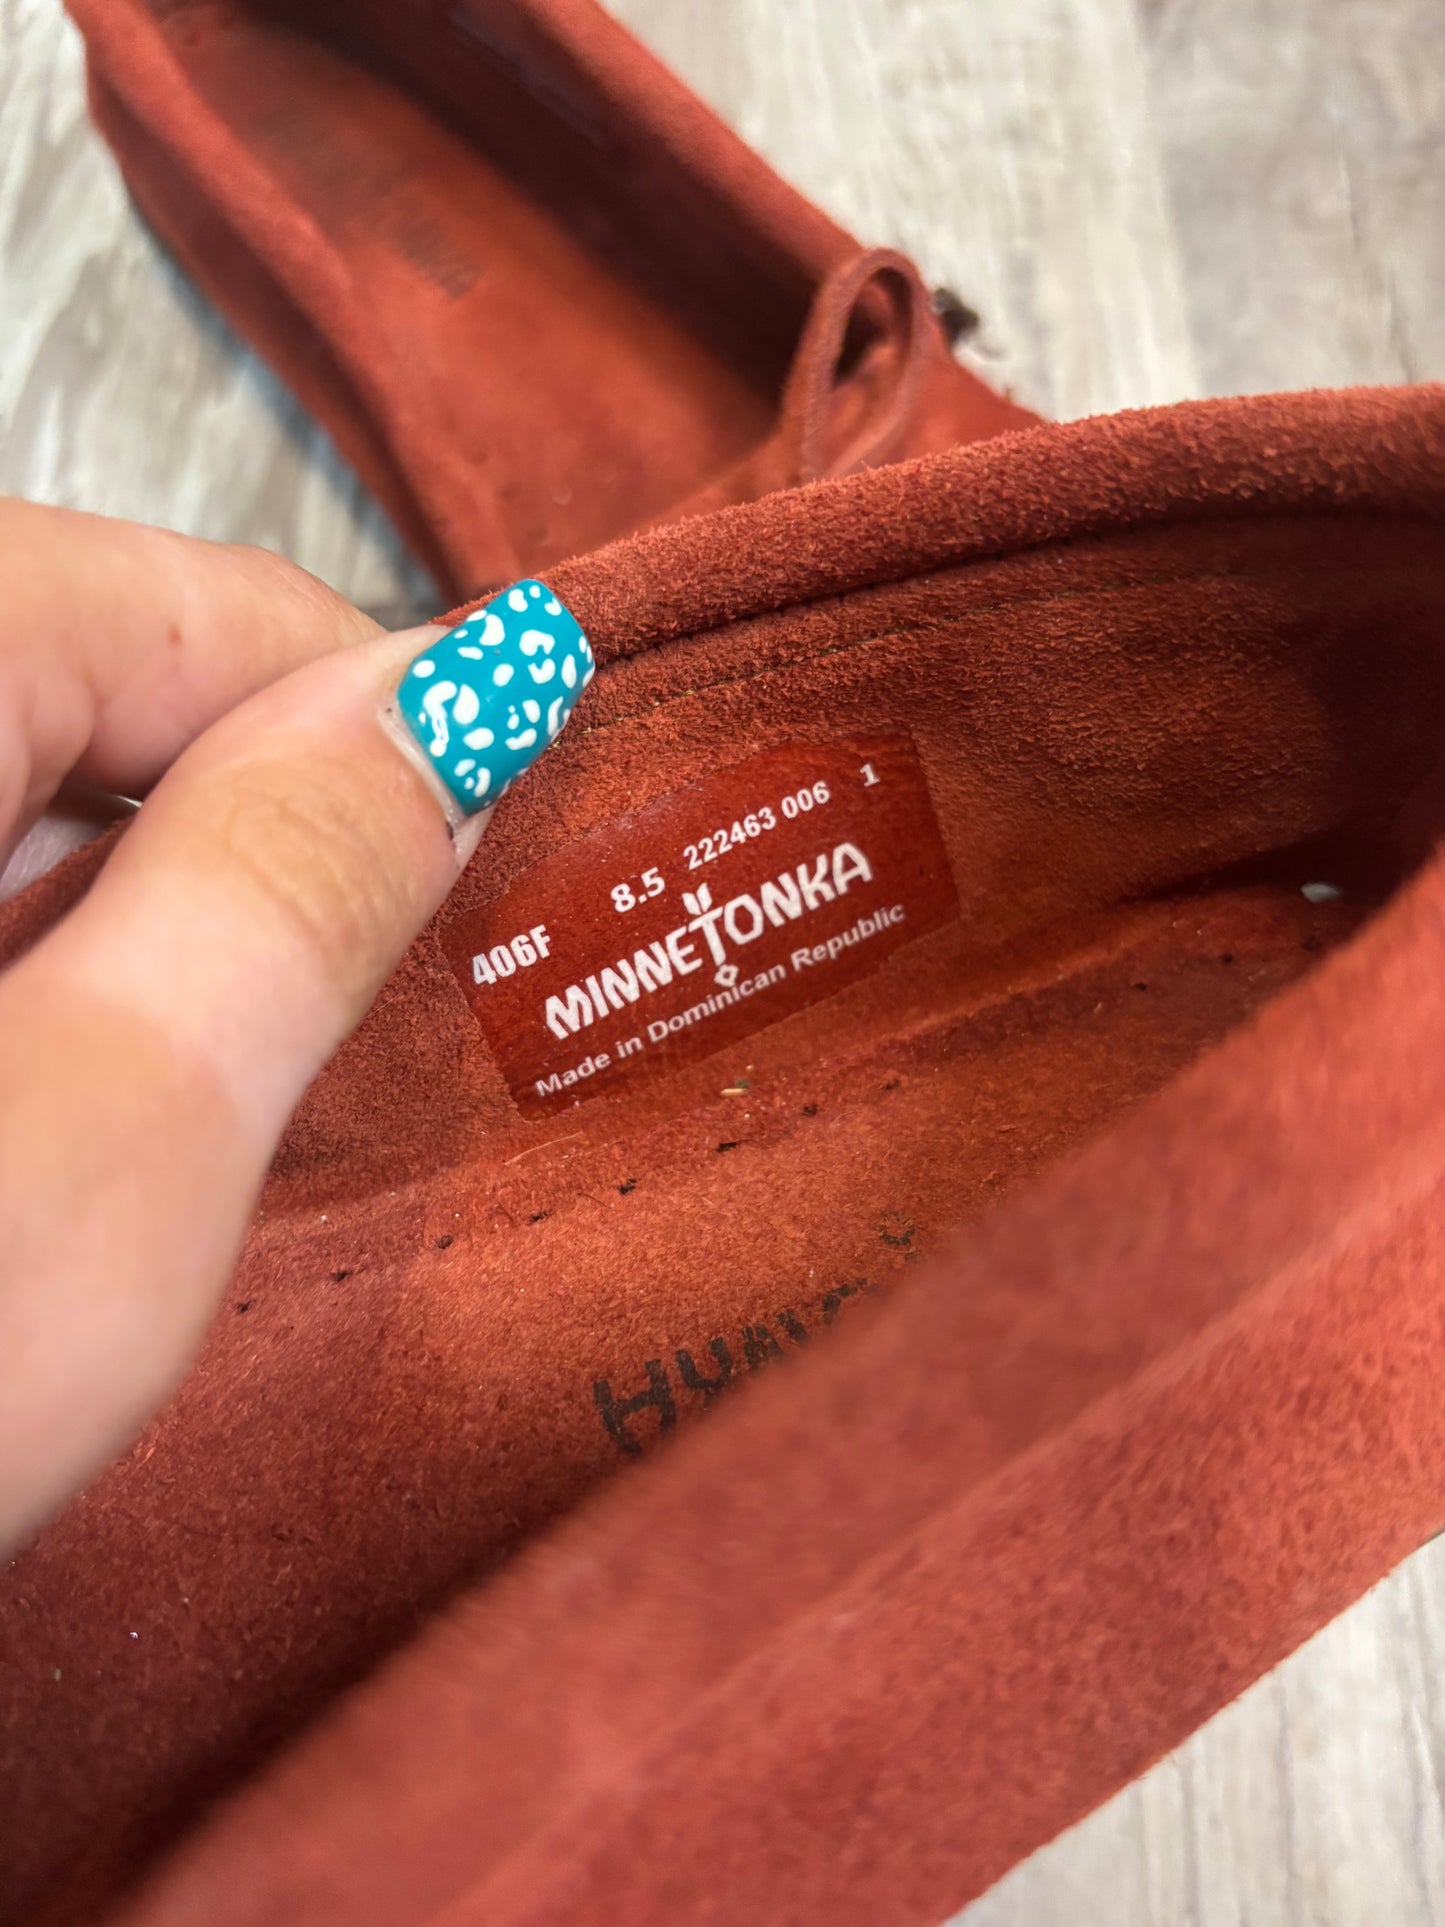 406F 8.5 222463 006 1
MINNETONKA
Made in Dominican Republic